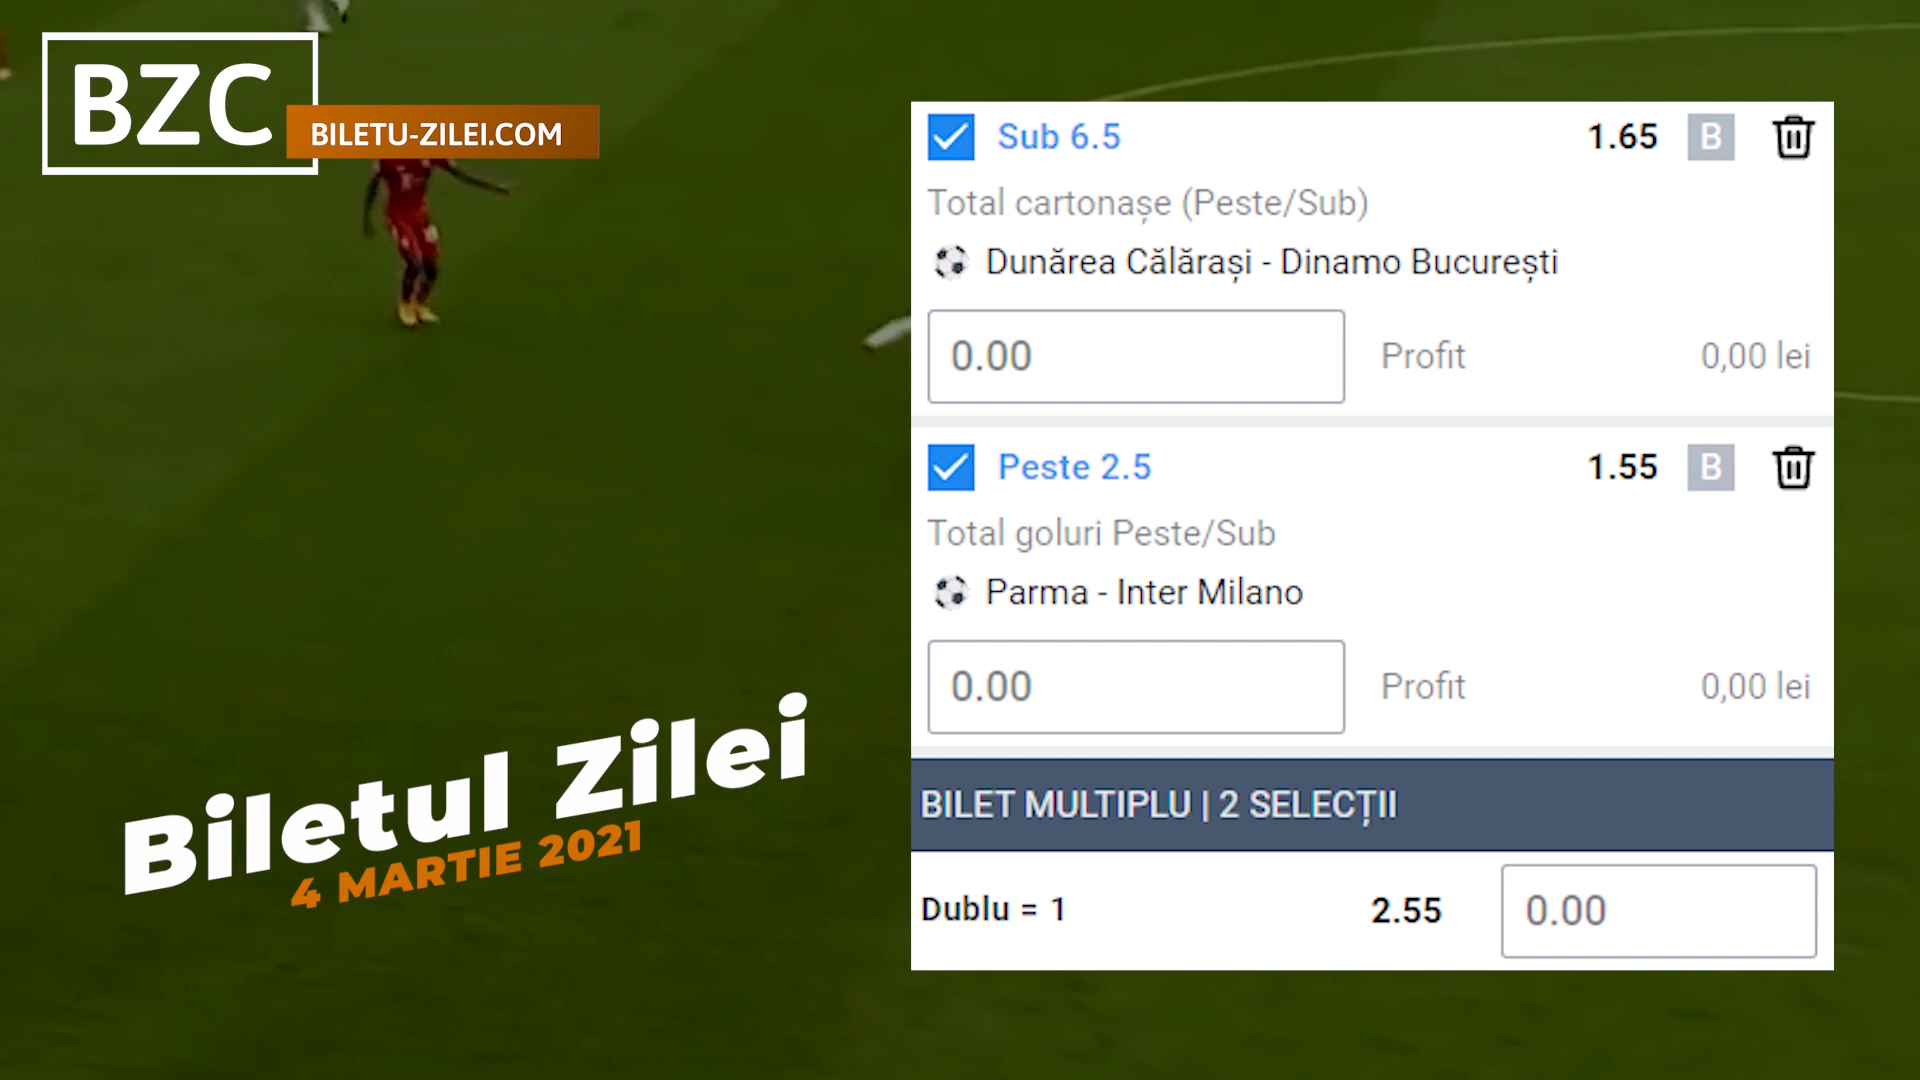 BZC
BILETU-ZILEI.COM
Sub 6.5 1.65 B
Total cartonașe (Peste/Sub)
Dunărea Călărași - Dinamo București
0.00 Profit 0,00 lei
Peste 2.5 1.55 B
Total goluri Peste/Sub
Parma - Inter Milano
0.00 Profit 0,00 lei
BILET MULTIPLU | 2 SELECȚII
Dublu = 1 2.55 0.00
Biletul Zilei
4 MARTIE 2021